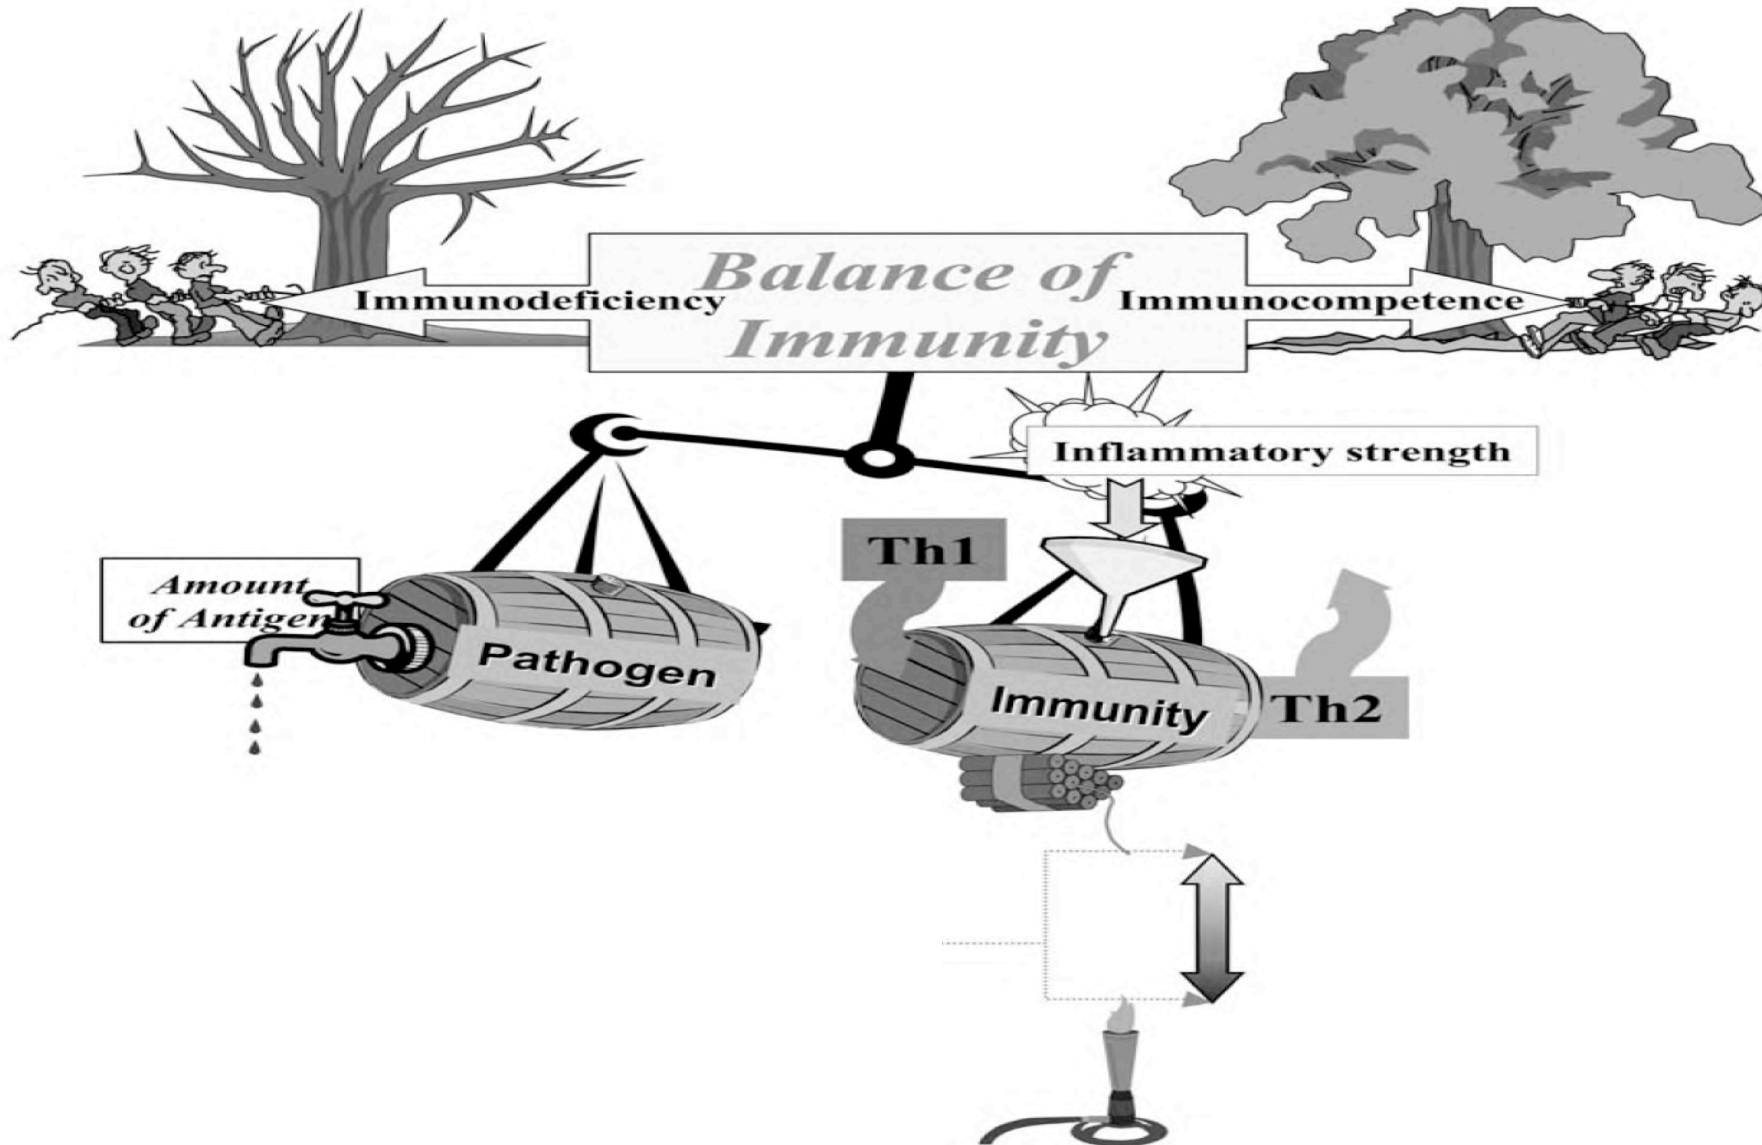 Balance of
Immunity
Immunodeficiency
Immunocompetence
Inflammatory strength
Th1
Amount
of Antigen
Pathogen
Immunity
Th2